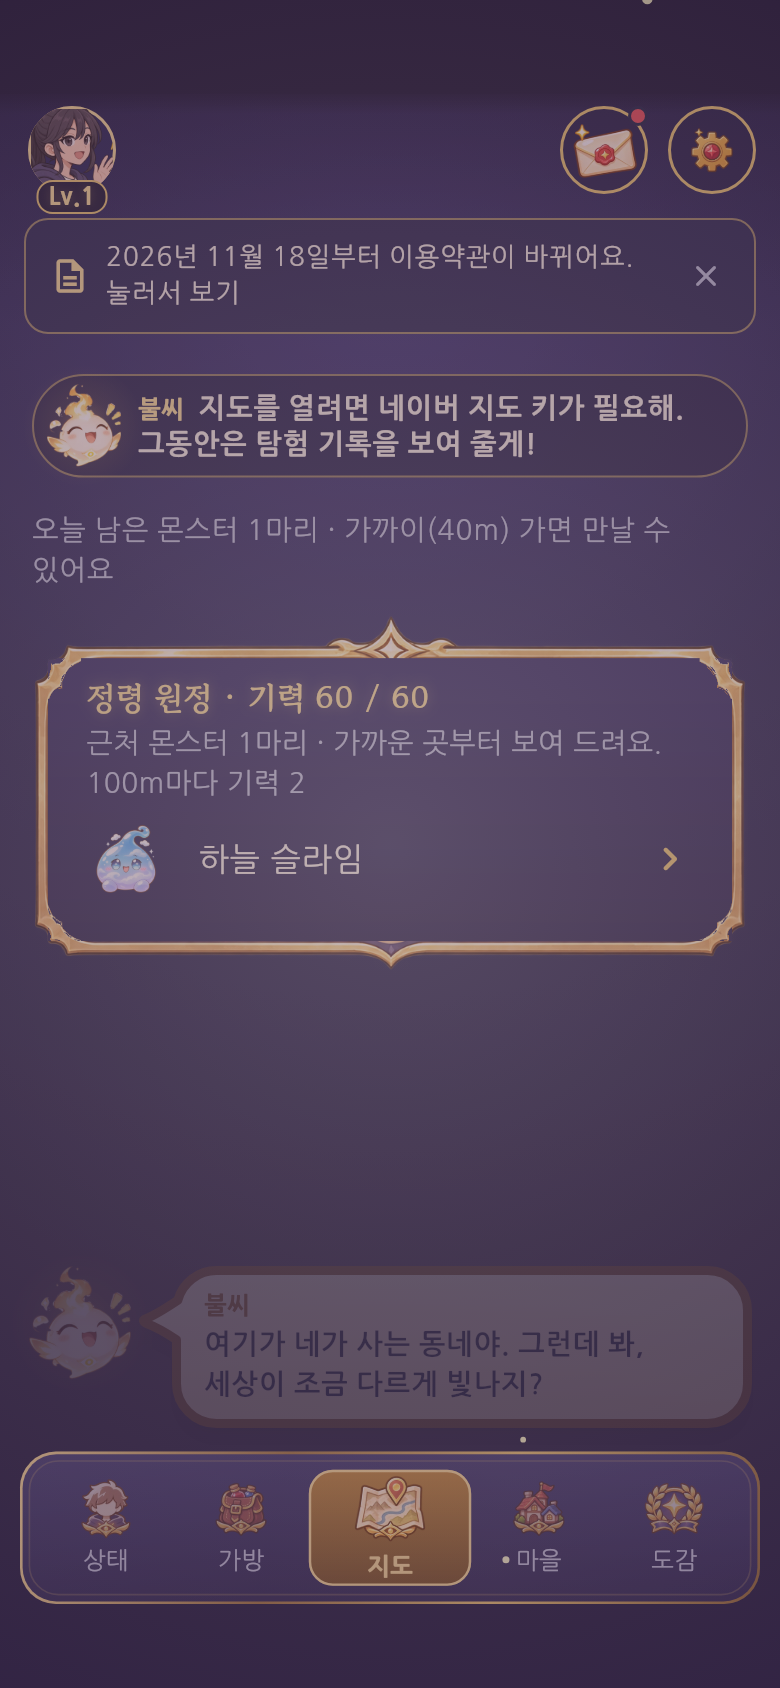 Lv.1
2026년 11월 18일부터 이용약관이 바뀌어요.
눌러서 보기
불씨 지도를 열려면 네이버 지도 키가 필요해.
그동안은 탐험 기록을 보여 줄게!
오늘 남은 몬스터 1마리 · 가까이(40m) 가면 만날 수
있어요
정령 원정 · 기력 60 / 60
근처 몬스터 1마리 · 가까운 곳부터 보여 드려요.
100m마다 기력 2
하늘 슬라임
불씨
여기가 네가 사는 동네야. 그런데 봐,
세상이 조금 다르게 빛나지?
상태
가방
지도
마을
도감